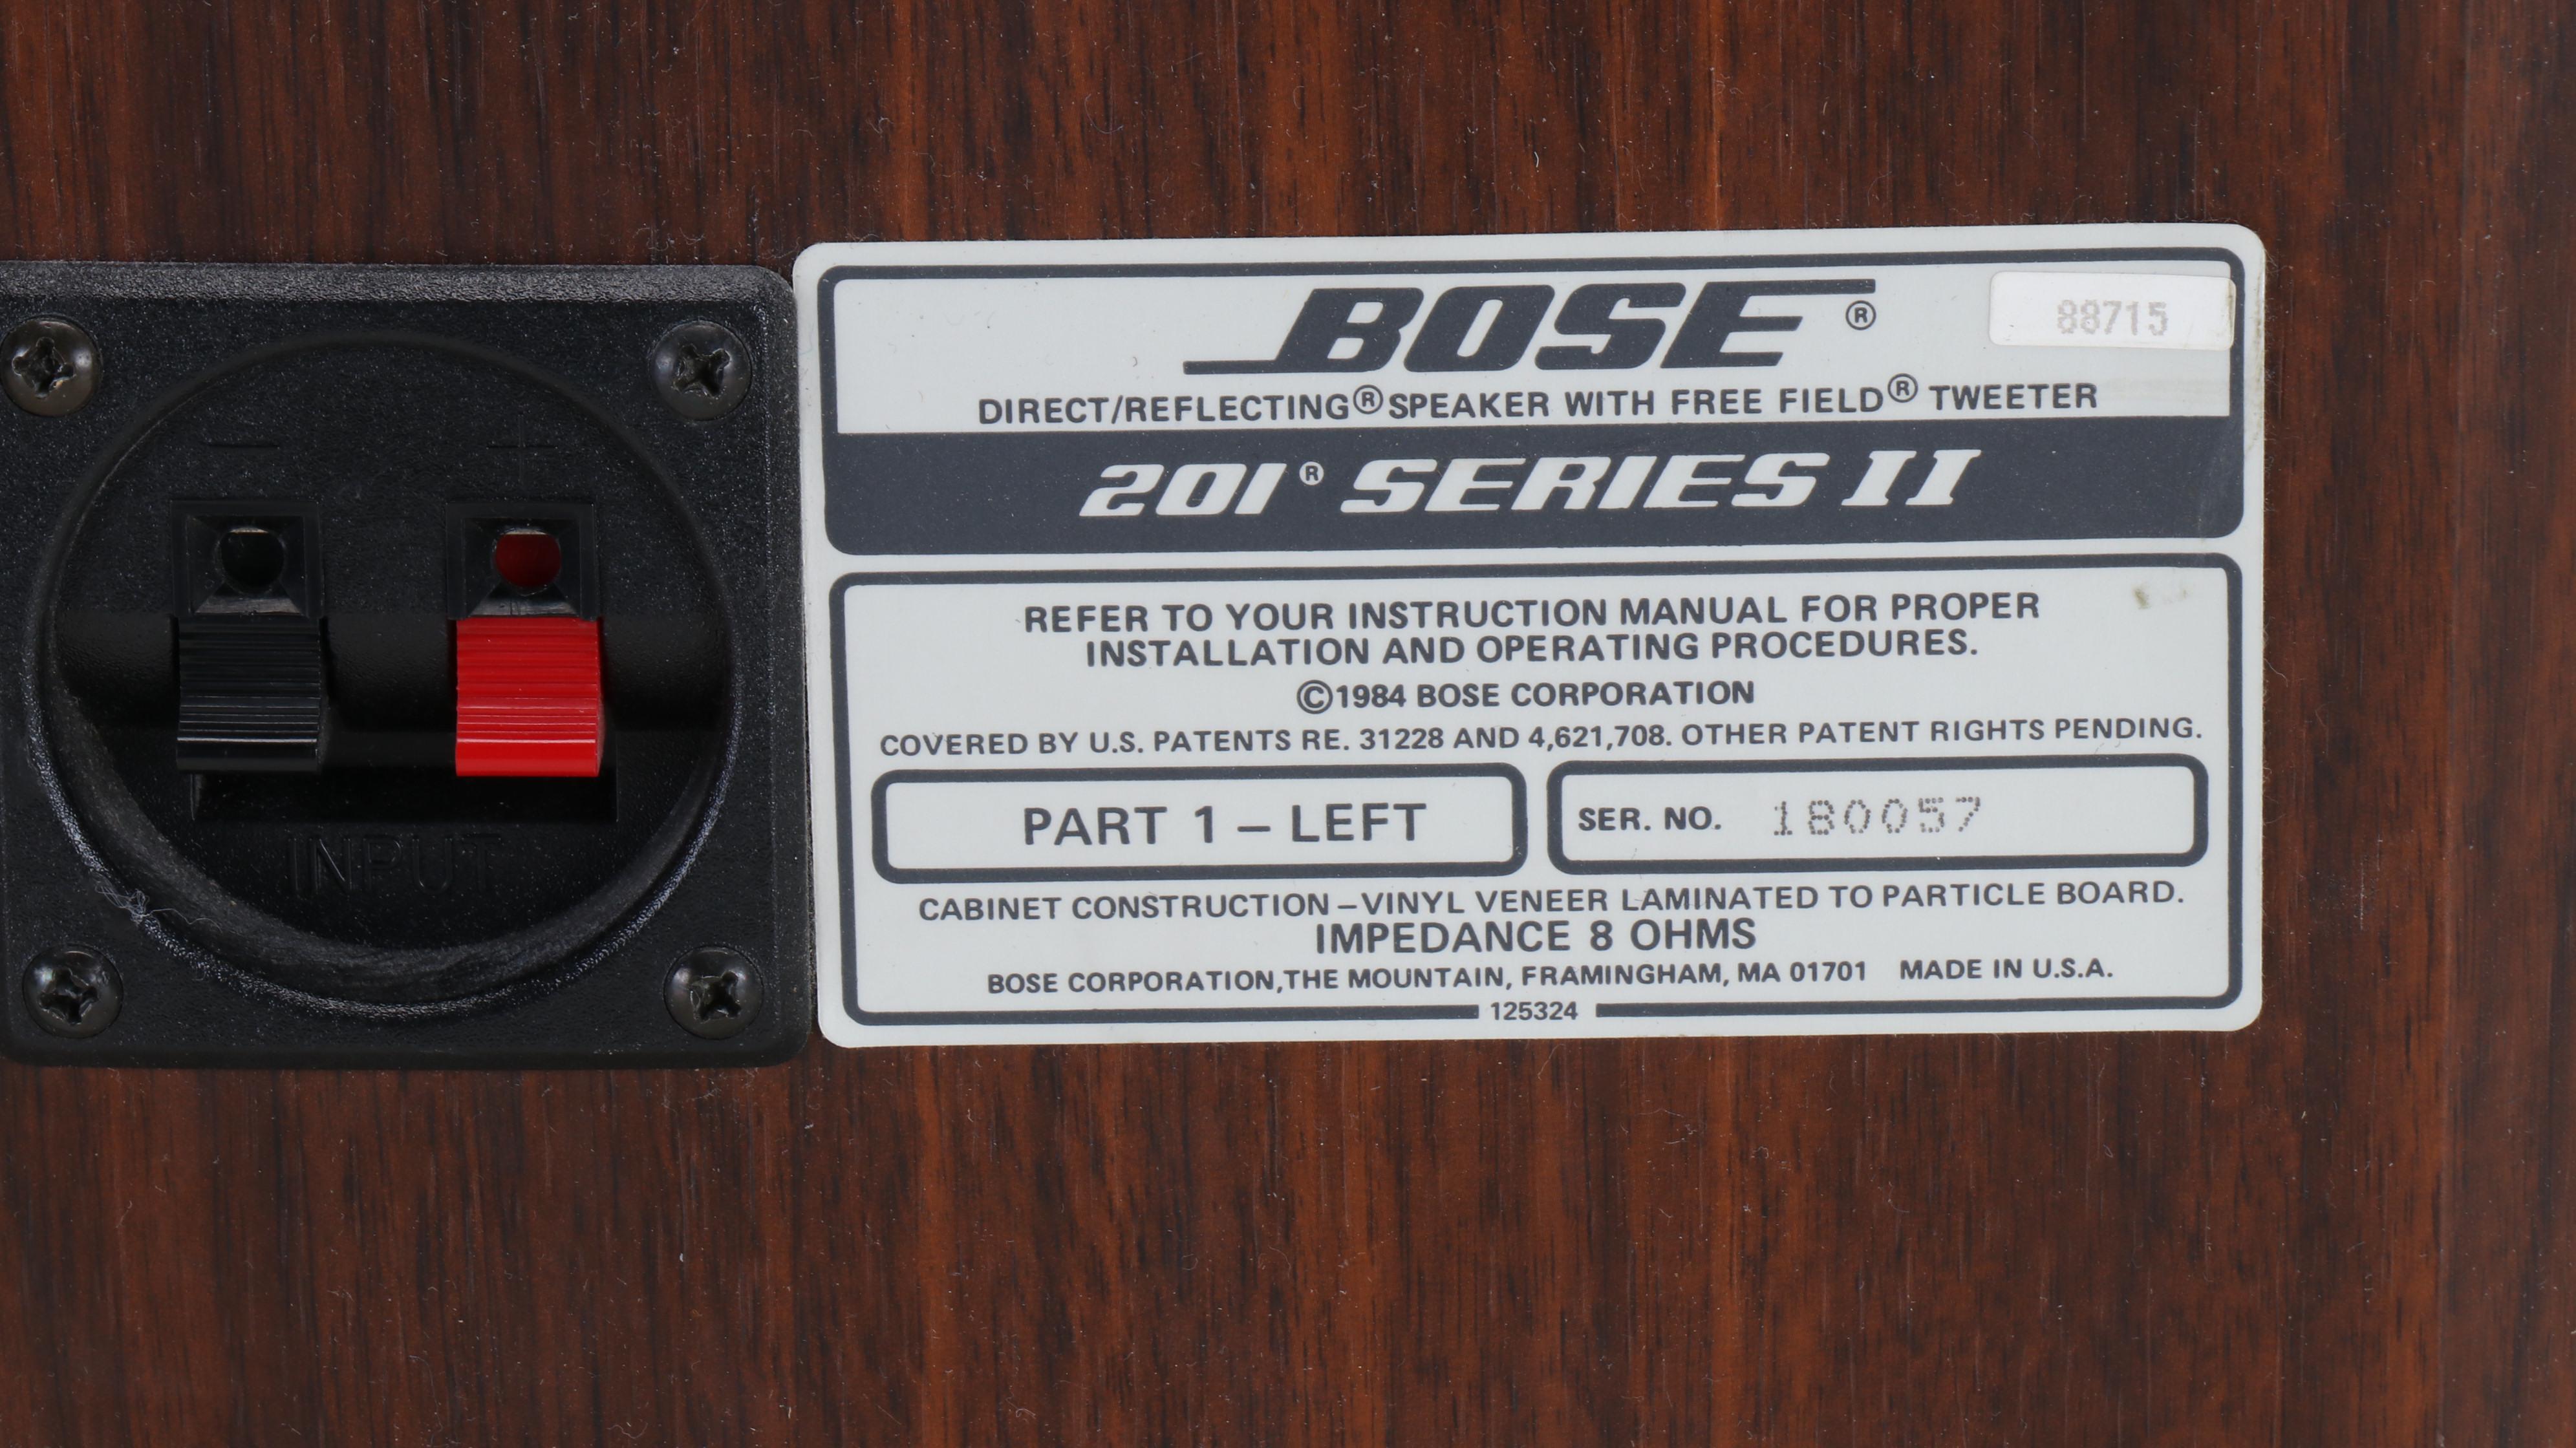 BOSE®
88715
DIRECT/REFLECTING® SPEAKER WITH FREE FIELD® TWEETER
201® SERIES II
REFER TO YOUR INSTRUCTION MANUAL FOR PROPER
INSTALLATION AND OPERATING PROCEDURES.
©1984 BOSE CORPORATION
COVERED BY U.S. PATENTS RE. 31228 AND 4,621,708. OTHER PATENT RIGHTS PENDING.
PART 1 – LEFT
SER. NO. 180057
CABINET CONSTRUCTION – VINYL VENEER LAMINATED TO PARTICLE BOARD.
IMPEDANCE 8 OHMS
BOSE CORPORATION, THE MOUNTAIN, FRAMINGHAM, MA 01701 MADE IN U.S.A.
125324
– +
INPUT